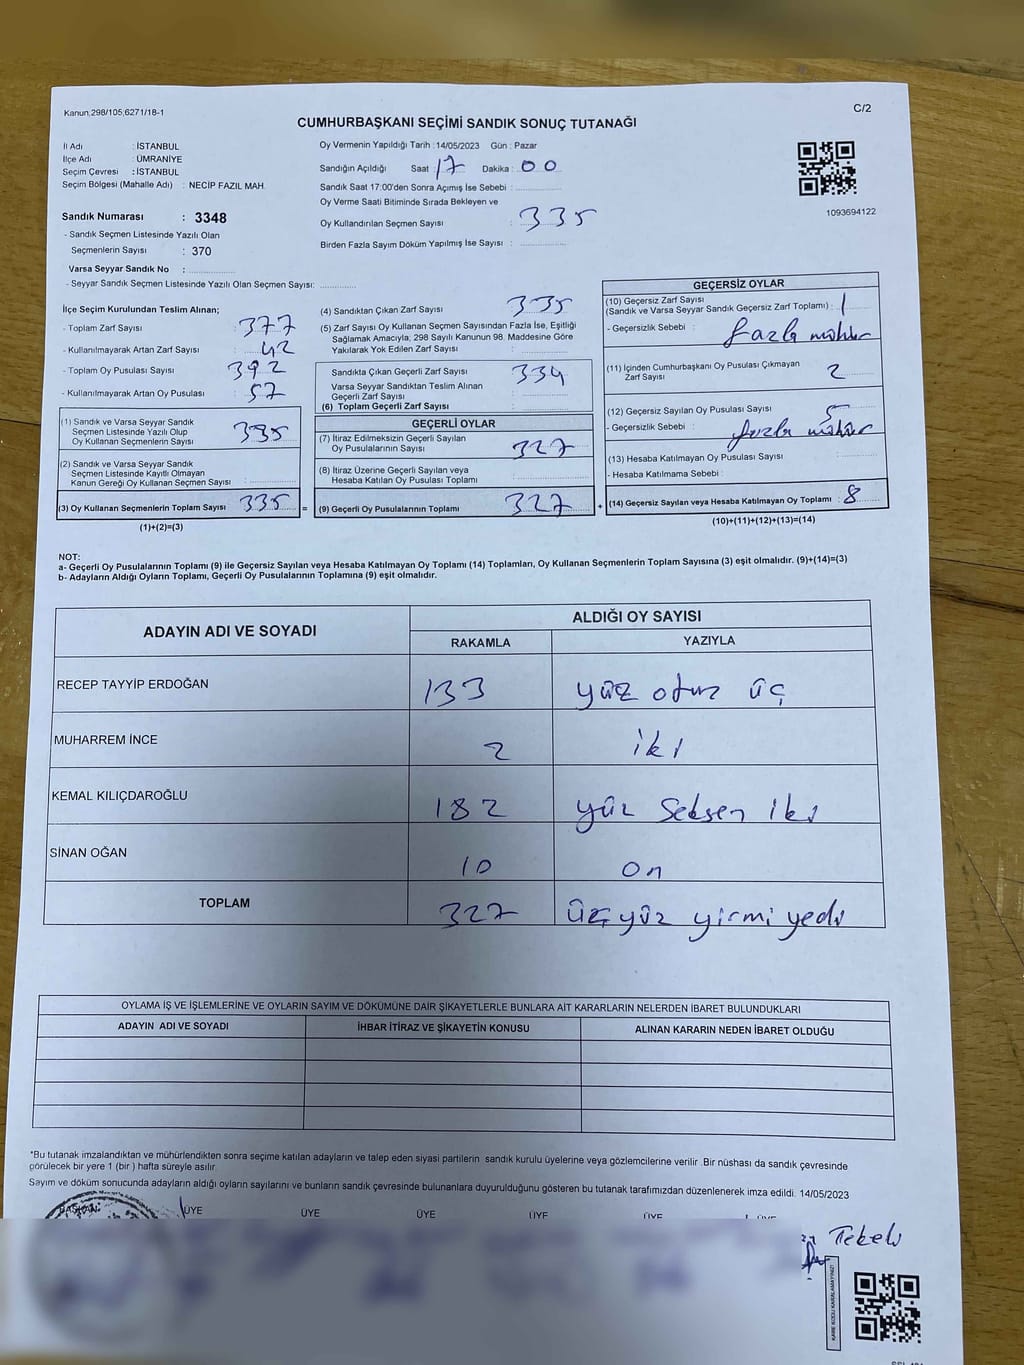 Kanun;298/105;6271/18-1
C/2
CUMHURBAŞKANI SEÇİMİ SANDIK SONUÇ TUTANAĞI
İl Adı : İSTANBUL
İlçe Adı : ÜMRANİYE
Seçim Çevresi : İSTANBUL
Seçim Bölgesi (Mahalle Adı) : NECİP FAZIL MAH.
Sandık Numarası : 3348
- Sandık Seçmen Listesinde Yazılı Olan
Seçmenlerin Sayısı : 370
Varsa Seyyar Sandık No :
- Seyyar Sandık Seçmen Listesinde Yazılı Olan Seçmen Sayısı:
Oy Vermenin Yapıldığı Tarih :14/05/2023 Gün : Pazar
Sandığın Açıldığı Saat : 17 Dakika : 00
Sandık Saat 17:00'den Sonra Açımış İse Sebebi :
Oy Verme Saati Bitiminde Sırada Bekleyen ve
Oy Kullandırılan Seçmen Sayısı : 335
Birden Fazla Sayım Döküm Yapılmış İse Sayısı :
1093694122
İlçe Seçim Kurulundan Teslim Alınan;
- Toplam Zarf Sayısı : 377
- Kullanılmayarak Artan Zarf Sayısı : 42
- Toplam Oy Pusulası Sayısı : 392
- Kullanılmayarak Artan Oy Pusulası : 57
(1) Sandık ve Varsa Seyyar Sandık
Seçmen Listesinde Yazılı Olup
Oy Kullanan Seçmenlerin Sayısı 335
(2) Sandık ve Varsa Seyyar Sandık
Seçmen Listesinde Kayıtlı Olmayan
Kanun Gereği Oy Kullanan Seçmen Sayısı :
(3) Oy Kullanan Seçmenlerin Toplam Sayısı 335 =
(1)+(2)=(3)
(4) Sandıktan Çıkan Zarf Sayısı 335
(5) Zarf Sayısı Oy Kullanan Seçmen Sayısından Fazla İse, Eşitliği
Sağlamak Amacıyla; 298 Sayılı Kanunun 98. Maddesine Göre
Yakılarak Yok Edilen Zarf Sayısı :
Sandıkta Çıkan Geçerli Zarf Sayısı : 334
Varsa Seyyar Sandıktan Teslim Alınan
Geçerli Zarf Sayısı :
(6) Toplam Geçerli Zarf Sayısı :
GEÇERLİ OYLAR
(7) İtiraz Edilmeksizin Geçerli Sayılan
Oy Pusulalarının Sayısı : 327
(8) İtiraz Üzerine Geçerli Sayılan veya
Hesaba Katılan Oy Pusulası Toplamı :
(9) Geçerli Oy Pusulalarının Toplamı : 327 +
GEÇERSİZ OYLAR
(10) Geçersiz Zarf Sayısı
(Sandık ve Varsa Seyyar Sandık Geçersiz Zarf Toplamı) : 1
- Geçersizlik Sebebi : fazla mühür
(11) İçinden Cumhurbaşkanı Oy Pusulası Çıkmayan
Zarf Sayısı 2
(12) Geçersiz Sayılan Oy Pusulası Sayısı : 5
- Geçersizlik Sebebi : fazla mühür
(13) Hesaba Katılmayan Oy Pusulası Sayısı :
- Hesaba Katılmama Sebebi :
(14) Geçersiz Sayılan veya Hesaba Katılmayan Oy Toplamı : 8
(10)+(11)+(12)+(13)=(14)
NOT:
a- Geçerli Oy Pusulalarının Toplamı (9) ile Geçersiz Sayılan veya Hesaba Katılmayan Oy Toplamı (14) Toplamları, Oy Kullanan Seçmenlerin Toplam Sayısına (3) eşit olmalıdır. (9)+(14)=(3)
b- Adayların Aldığı Oyların Toplamı, Geçerli Oy Pusulalarının Toplamına (9) eşit olmalıdır.
ADAYIN ADI VE SOYADI
ALDIĞI OY SAYISI
RAKAMLA YAZIYLA
RECEP TAYYİP ERDOĞAN 133 yüz otuz üç
MUHARREM İNCE 2 iki
KEMAL KILIÇDAROĞLU 182 yüz seksen iki
SİNAN OĞAN 10 on
TOPLAM 327 üçyüz yirmi yedi
OYLAMA İŞ VE İŞLEMLERİNE VE OYLARIN SAYIM VE DÖKÜMÜNE DAİR ŞİKAYETLERLE BUNLARA AİT KARARLARIN NELERDEN İBARET BULUNDUKLARI
ADAYIN ADI VE SOYADI İHBAR İTİRAZ VE ŞİKAYETİN KONUSU ALINAN KARARIN NEDEN İBARET OLDUĞU
*Bu tutanak imzalandıktan ve mühürlendikten sonra seçime katılan adayların ve talep eden siyasi partilerin sandık kurulu üyelerine veya gözlemcilerine verilir .Bir nüshası da sandık çevresinde
görülecek bir yere 1 (bir ) hafta süreyle asılır.
Sayım ve döküm sonucunda adayların aldığı oyların sayılarını ve bunların sandık çevresinde bulunanlara duyurulduğunu gösteren bu tutanak tarafımızdan düzenlenerek imza edildi. 14/05/2023
BAŞKAN ÜYE ÜYE ÜYE ÜYE ÜYE ÜYE
KARE KODU KARALAMAYINIZ!